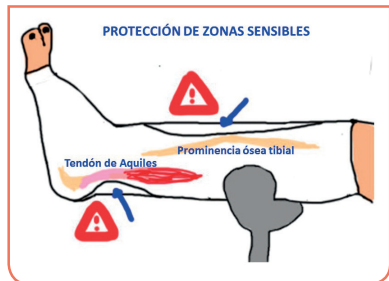 PROTECCIÓN DE ZONAS SENSIBLES
Prominencia ósea tibial
Tendón de Aquiles